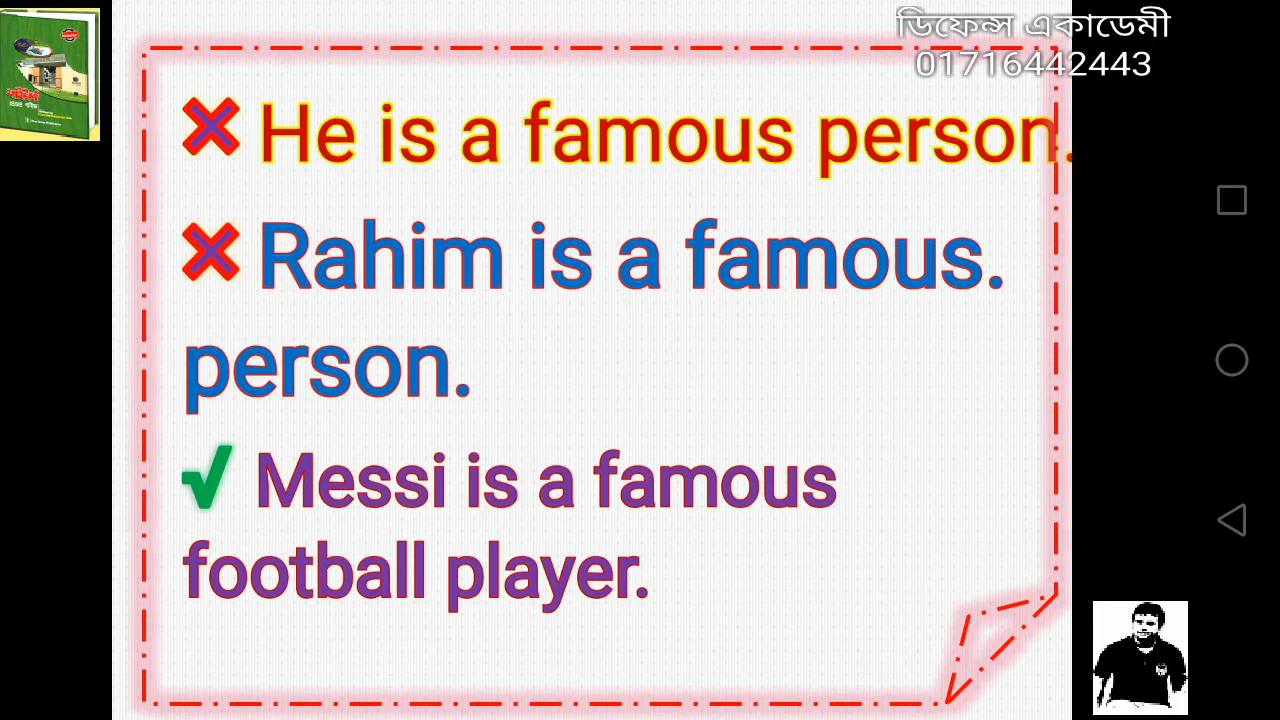 ডিফেন্স একাডেমী
01716442443
❌ He is a famous person.
❌ Rahim is a famous.
person.
√ Messi is a famous
football player.